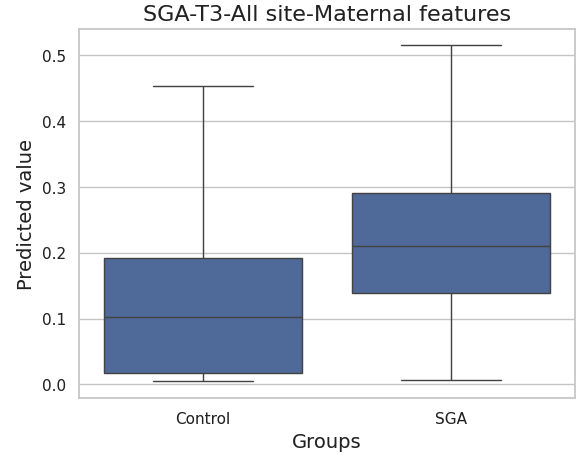 SGA-T3-All site-Maternal features
Predicted value
0.5
0.4
0.3
0.2
0.1
0.0
Control
SGA
Groups